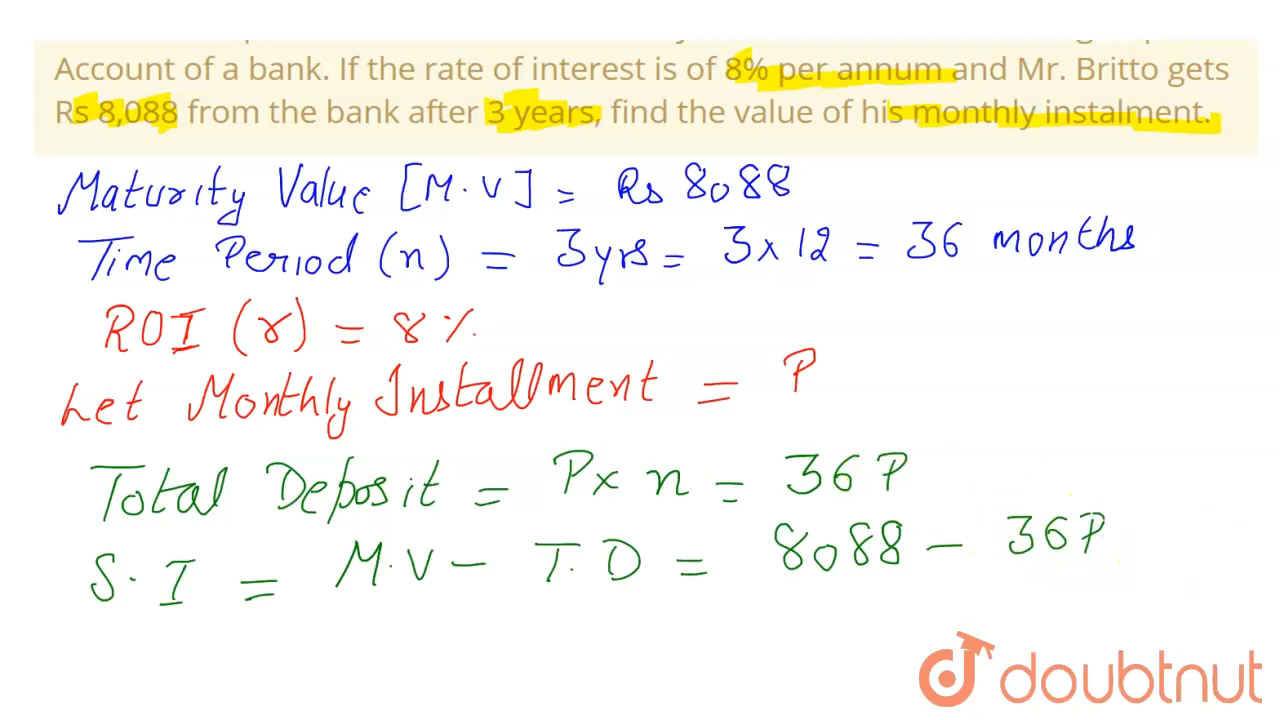 Account of a bank. If the rate of interest is of 8% per annum and Mr. Britto gets
Rs 8,088 from the bank after 3 years, find the value of his monthly instalment.
Maturity Value [M.V] = Rs 8088
Time Period (n) = 3yrs = 3x12 = 36 months
ROI (r) = 8%
Let Monthly Installment = P
Total Deposit = Px n = 36P
S.I = M.V - T.D = 8088 - 36P
doubtnut